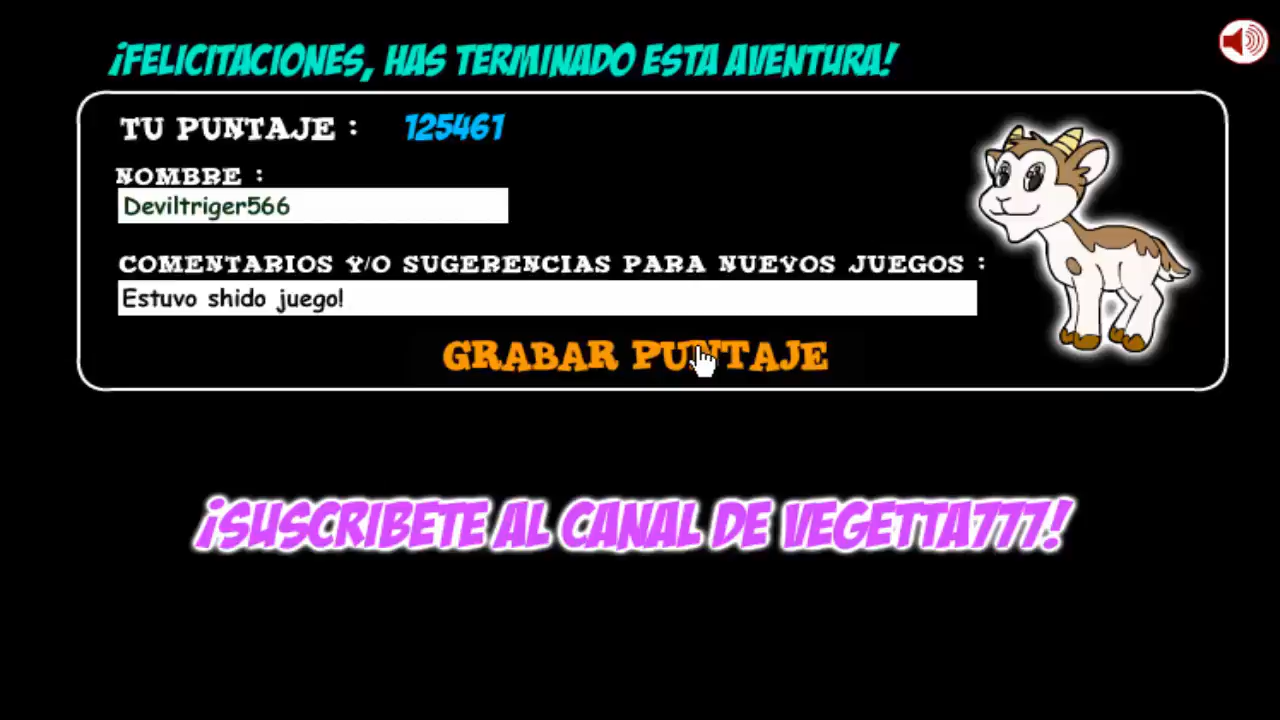 ¡FELICITACIONES, HAS TERMINADO ESTA AVENTURA!
TU PUNTAJE : 125461
NOMBRE :
Deviltriger566
COMENTARIOS Y/O SUGERENCIAS PARA NUEVOS JUEGOS :
Estuvo shido juego!
GRABAR PUNTAJE
¡SUSCRIBETE AL CANAL DE VEGETTA777!